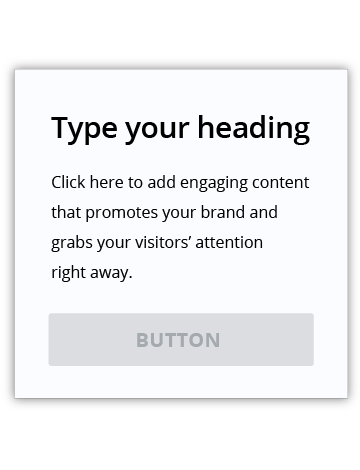 Type your heading
Click here to add engaging content
that promotes your brand and
grabs your visitors’ attention
right away.
BUTTON